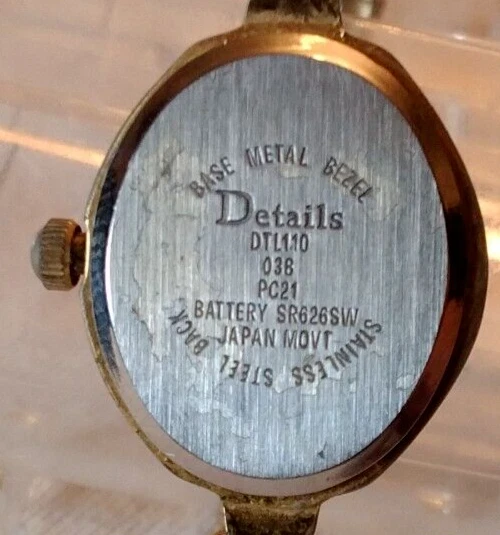 BASE METAL BEZEL
Details
DTL110
038
PC21
BATTERY SR626SW
JAPAN MOVT
STAINLESS STEEL BACK